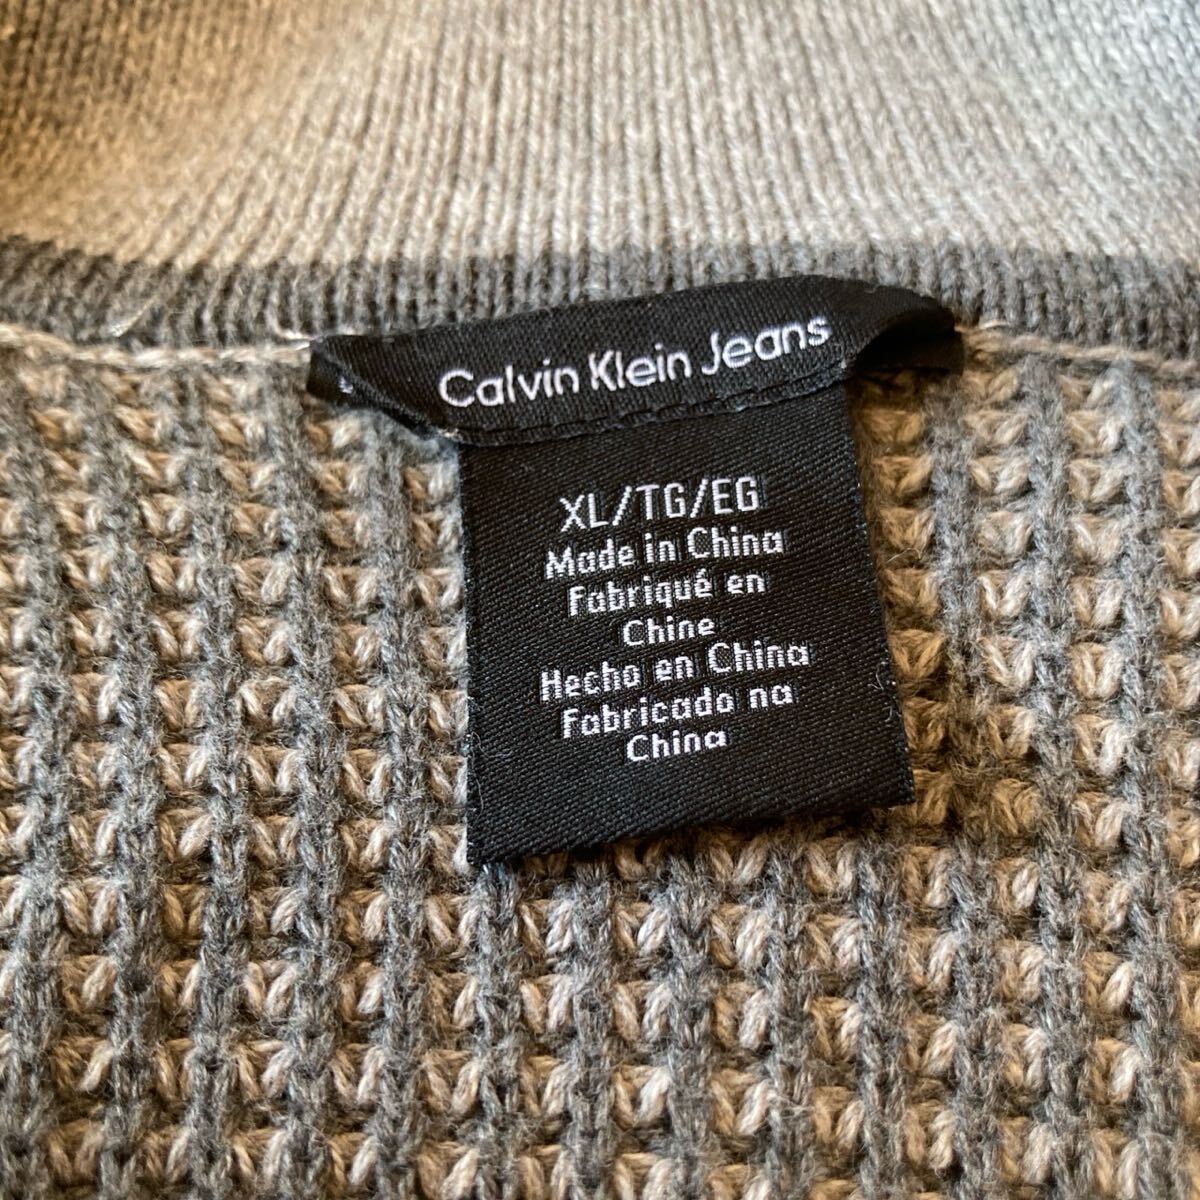 Calvin Klein Jeans
XL/TG/EG
Made in China
Fabriqué en
Chine
Hecho en China
Fabricado na
China